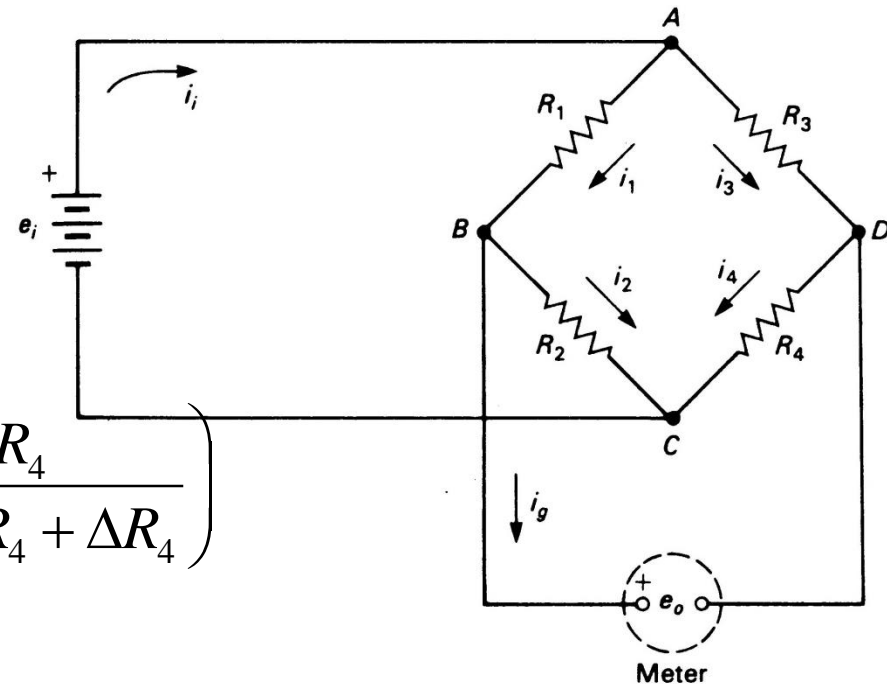 A
i_i
R_1
R_3
+
i_1
i_3
e_i
B
D
i_2
i_4
R_2
R_4
C
R_4
R_4 + ΔR_4 )
i_g
+
e_o
Meter